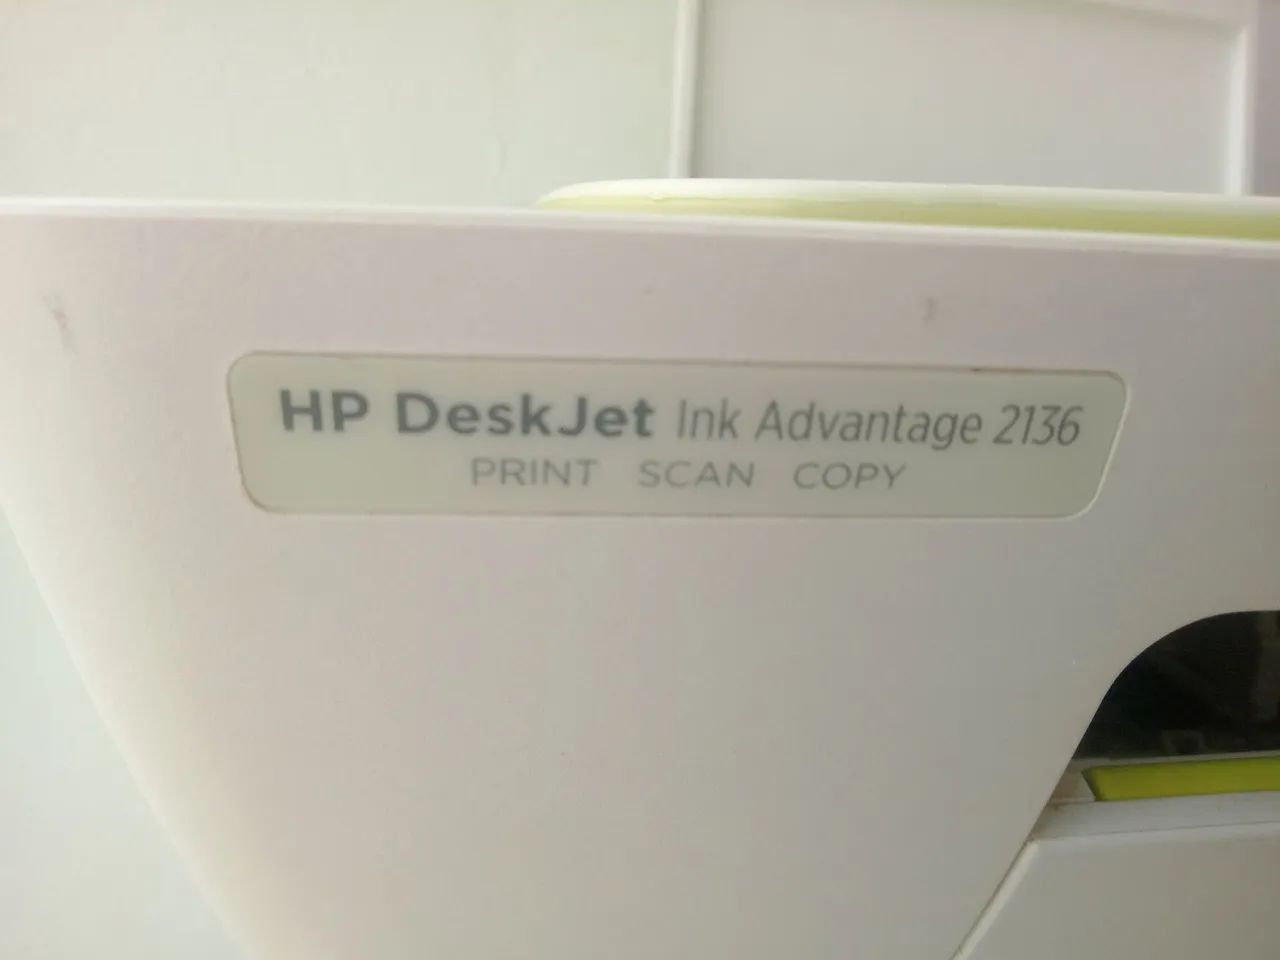 HP DeskJet Ink Advantage 2136
PRINT SCAN COPY